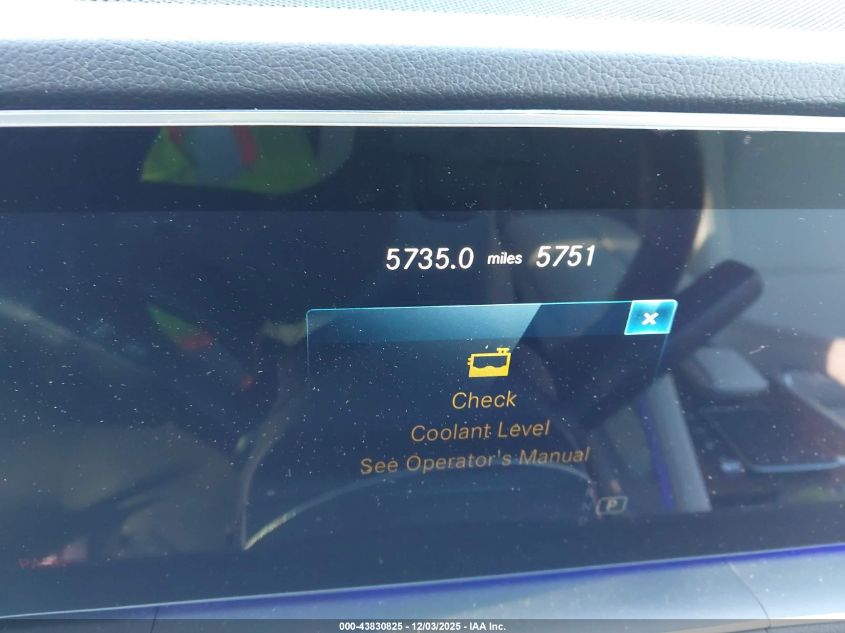 5735.0 miles 5751
×
Check
Coolant Level
See Operator's Manual
P
000-43830825 - 12/03/2025 - IAA Inc.